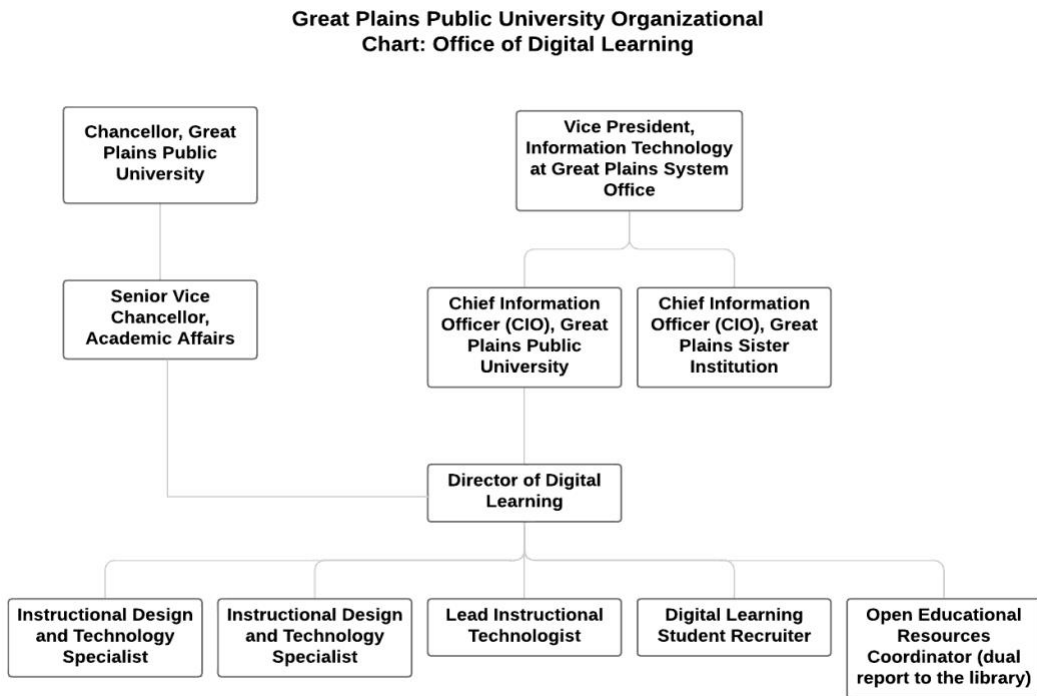 Great Plains Public University Organizational
Chart: Office of Digital Learning
Chancellor, Great
Plains Public
University
Vice President,
Information Technology
at Great Plains System
Office
Senior Vice
Chancellor,
Academic Affairs
Chief Information
Officer (CIO), Great
Plains Public
University
Chief Information
Officer (CIO), Great
Plains Sister
Institution
Director of Digital
Learning
Instructional Design
and Technology
Specialist
Instructional Design
and Technology
Specialist
Lead Instructional
Technologist
Digital Learning
Student Recruiter
Open Educational
Resources
Coordinator (dual
report to the library)